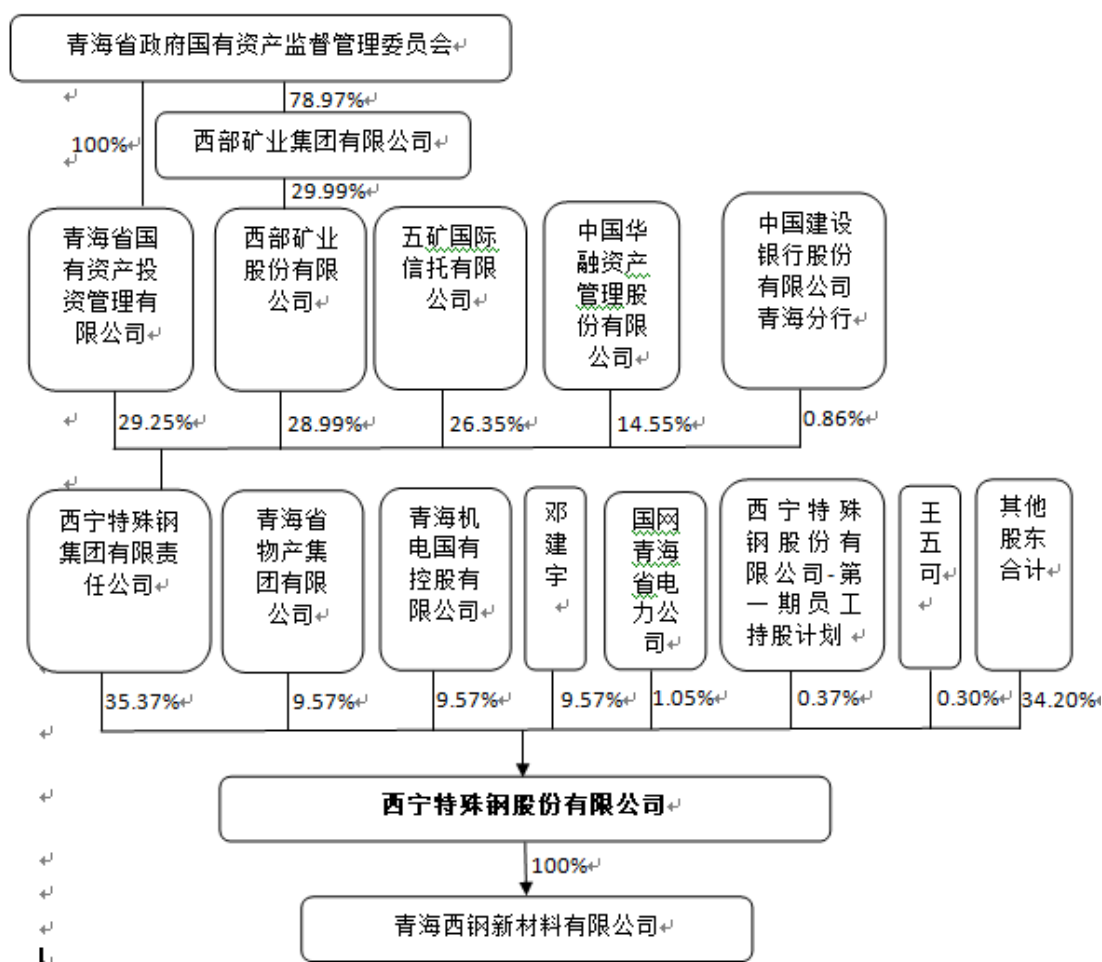 青海省政府国有资产监督管理委员会
78.97%
100%
西部矿业集团有限公司
29.99%
青海省国
有资产投
资管理有
限公司
西部矿业
股份有限
公司
五矿国际
信托有限
公司
中国华
融资产
管理股
份有限
公司
中国建设
银行股份
有限公司
青海分行
29.25%
28.99%
26.35%
14.55%
0.86%
西宁特殊钢
集团有限责
任公司
青海省
物产集
团有限
公司
青海机
电国有
控股有
限公司
邓
建
宇
国网
青海
省电
力公
司
西宁特殊
钢股份有
限公司-第
一期员工
持股计划
王
五
可
其他
股东
合计
35.37%
9.57%
9.57%
9.57%
1.05%
0.37%
0.30%
34.20%
西宁特殊钢股份有限公司
100%
青海西钢新材料有限公司